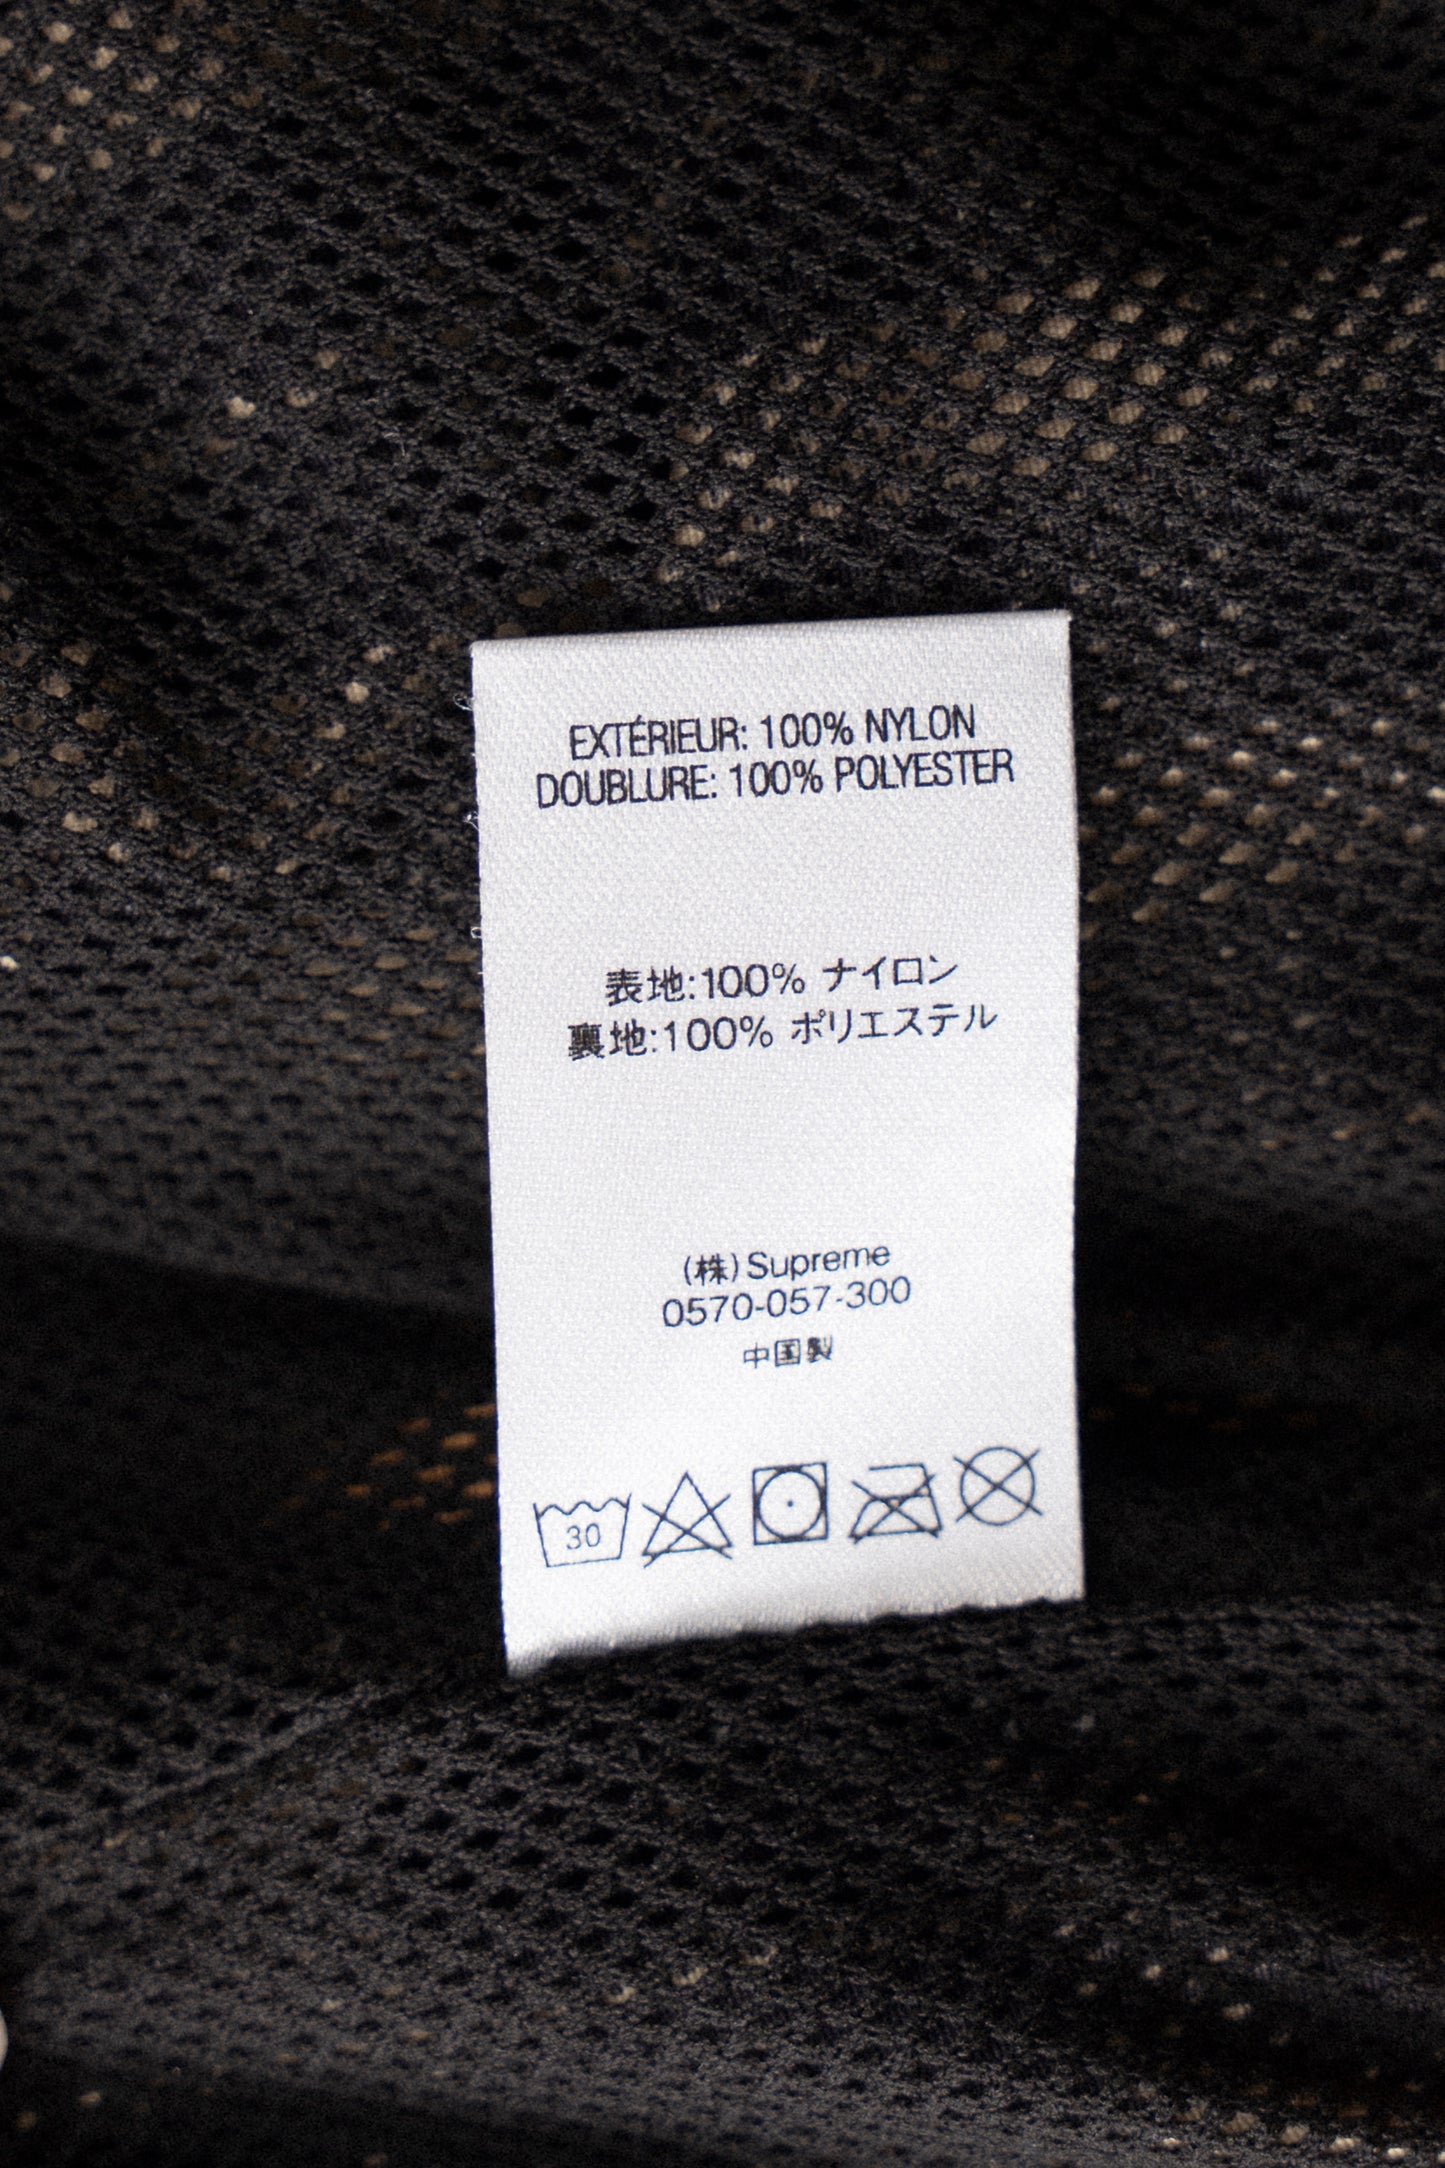 EXTÉRIEUR: 100% NYLON
DOUBLURE: 100% POLYESTER
表地:100% ナイロン
裏地:100% ポリエステル
(株)Supreme
0570-057-300
中国製
30